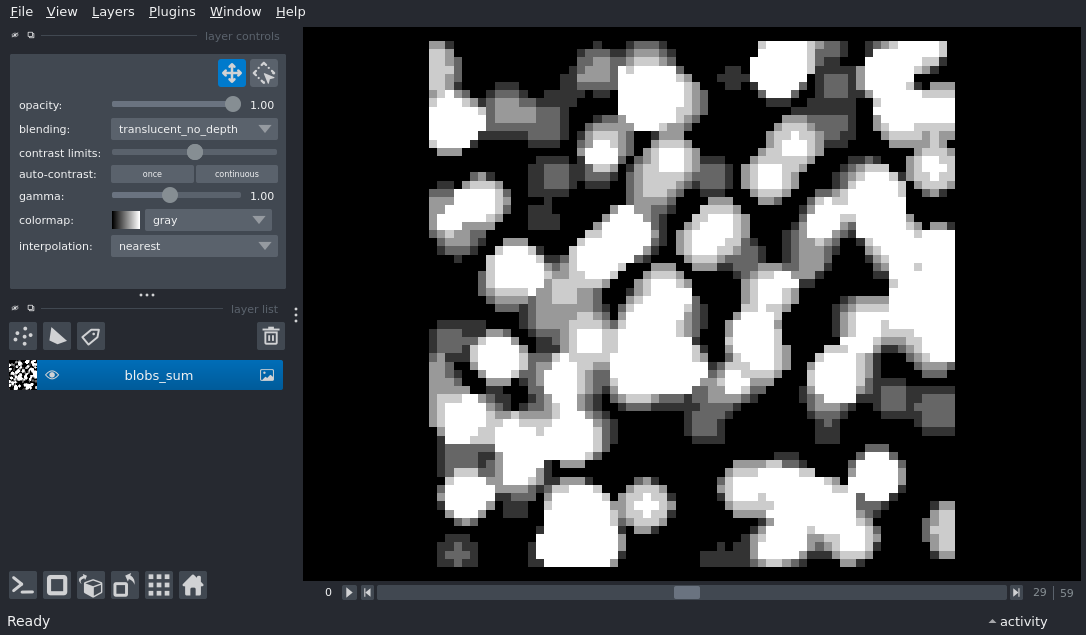 File View Layers Plugins Window Help
layer controls
opacity: 1.00
blending: translucent_no_depth
contrast limits:
auto-contrast: once continuous
gamma: 1.00
colormap: gray
interpolation: nearest
layer list
blobs_sum
0 29 59
Ready activity